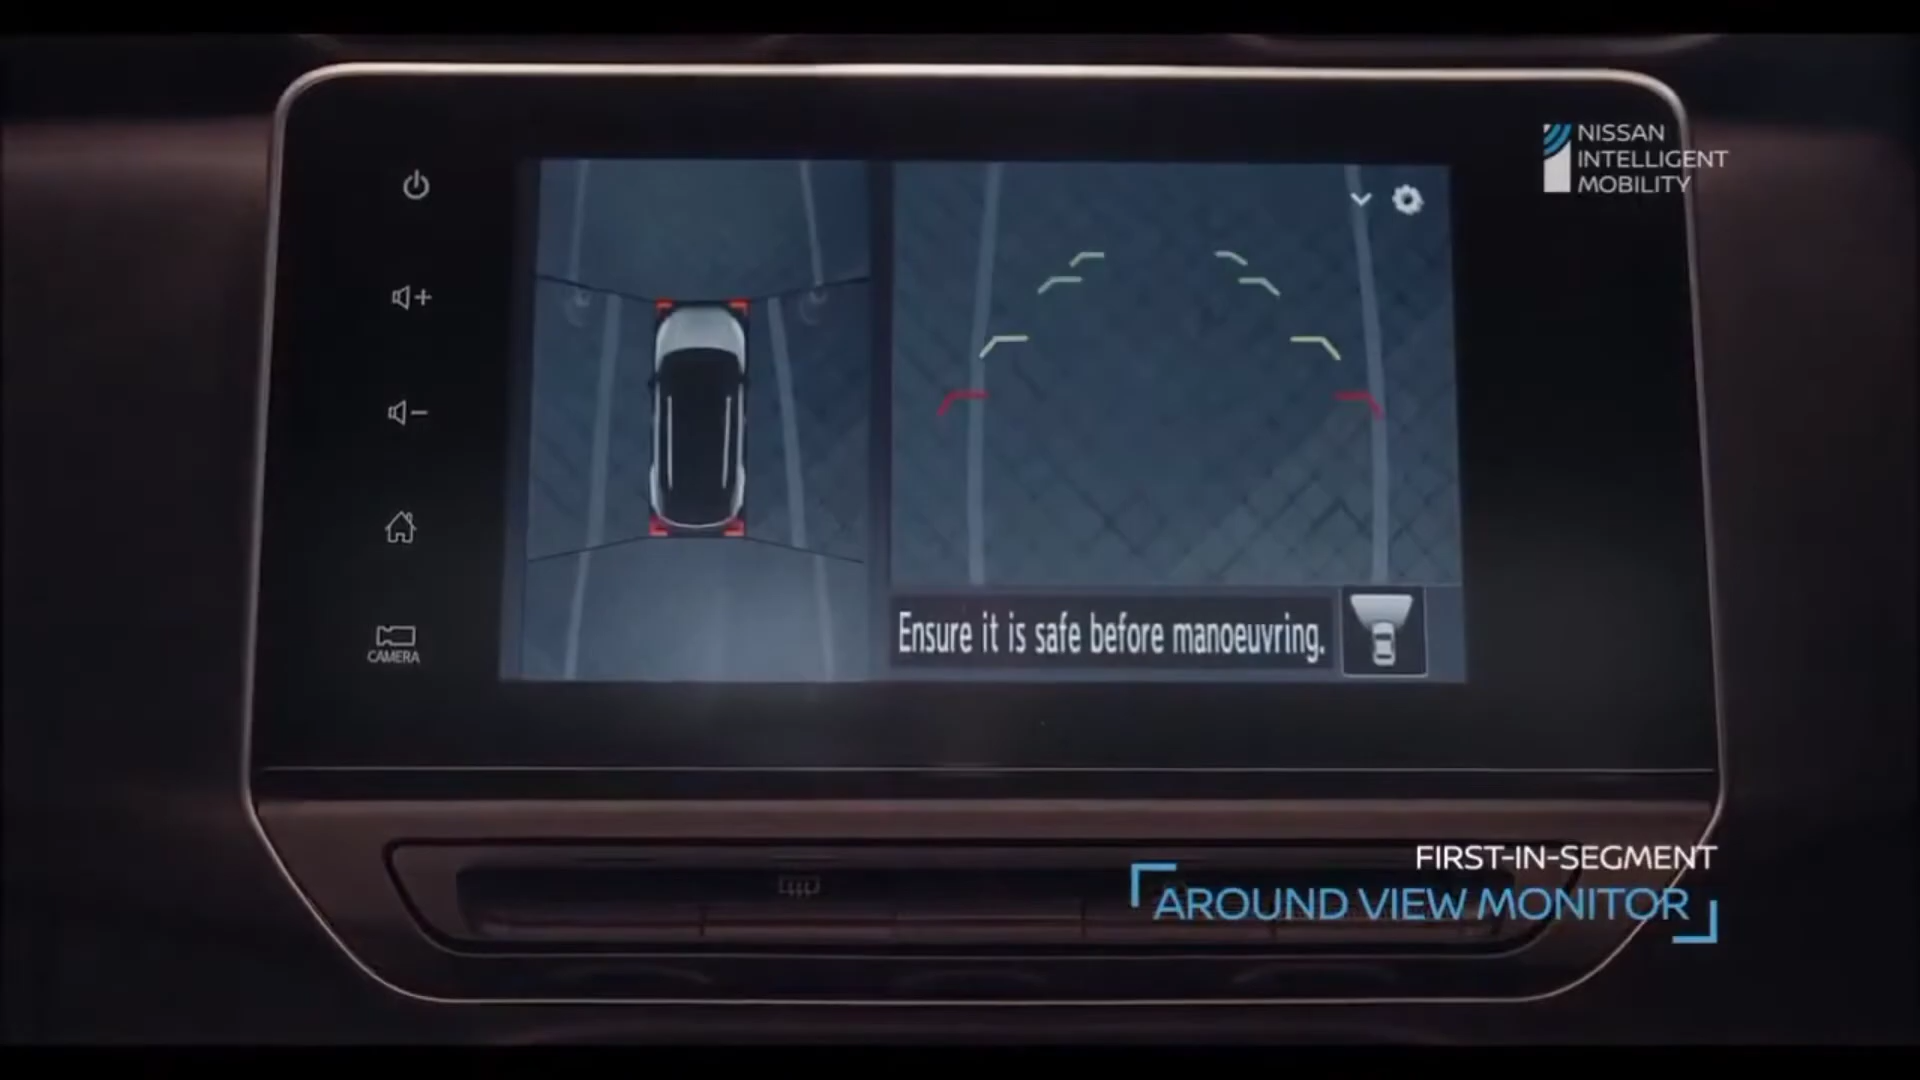 NISSAN
INTELLIGENT
MOBILITY
CAMERA
Ensure it is safe before manoeuvring.
FIRST-IN-SEGMENT
AROUND VIEW MONITOR